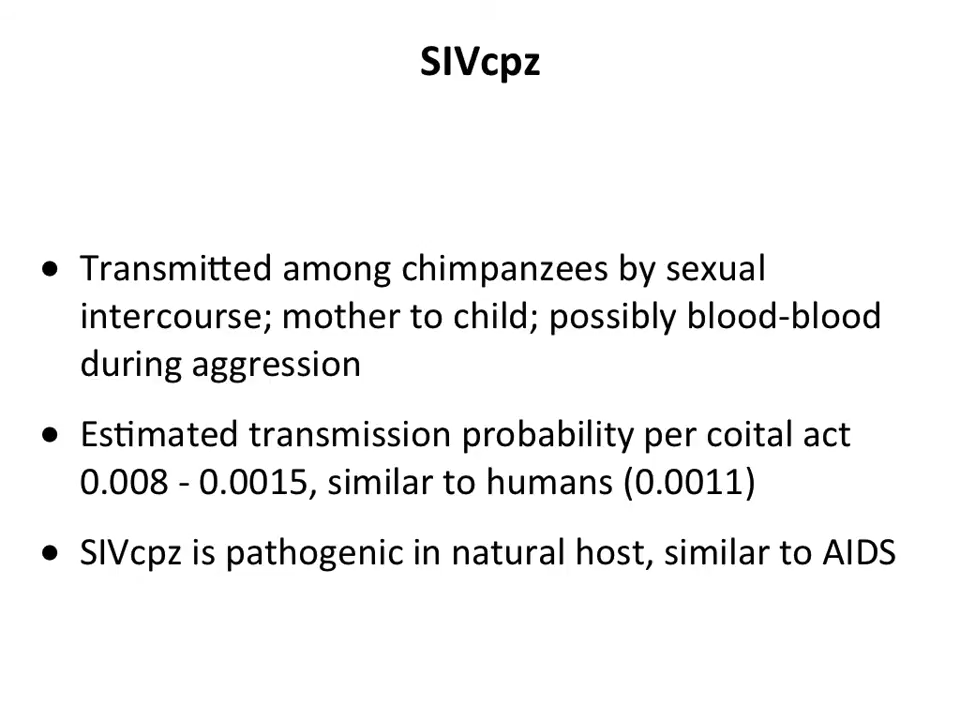 SIVcpz
• Transmitted among chimpanzees by sexual
intercourse; mother to child; possibly blood-blood
during aggression
• Estimated transmission probability per coital act
0.008 - 0.0015, similar to humans (0.0011)
• SIVcpz is pathogenic in natural host, similar to AIDS